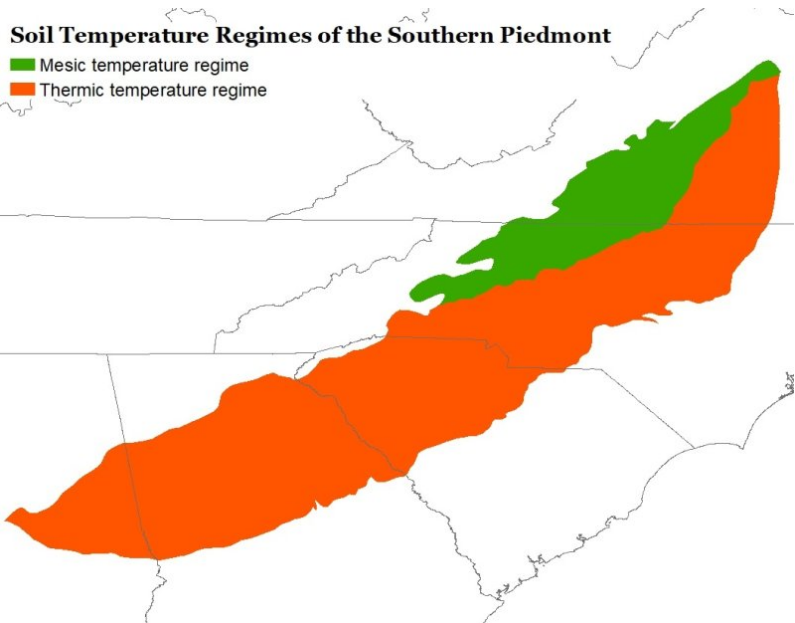 Soil Temperature Regimes of the Southern Piedmont
Mesic temperature regime
Thermic temperature regime